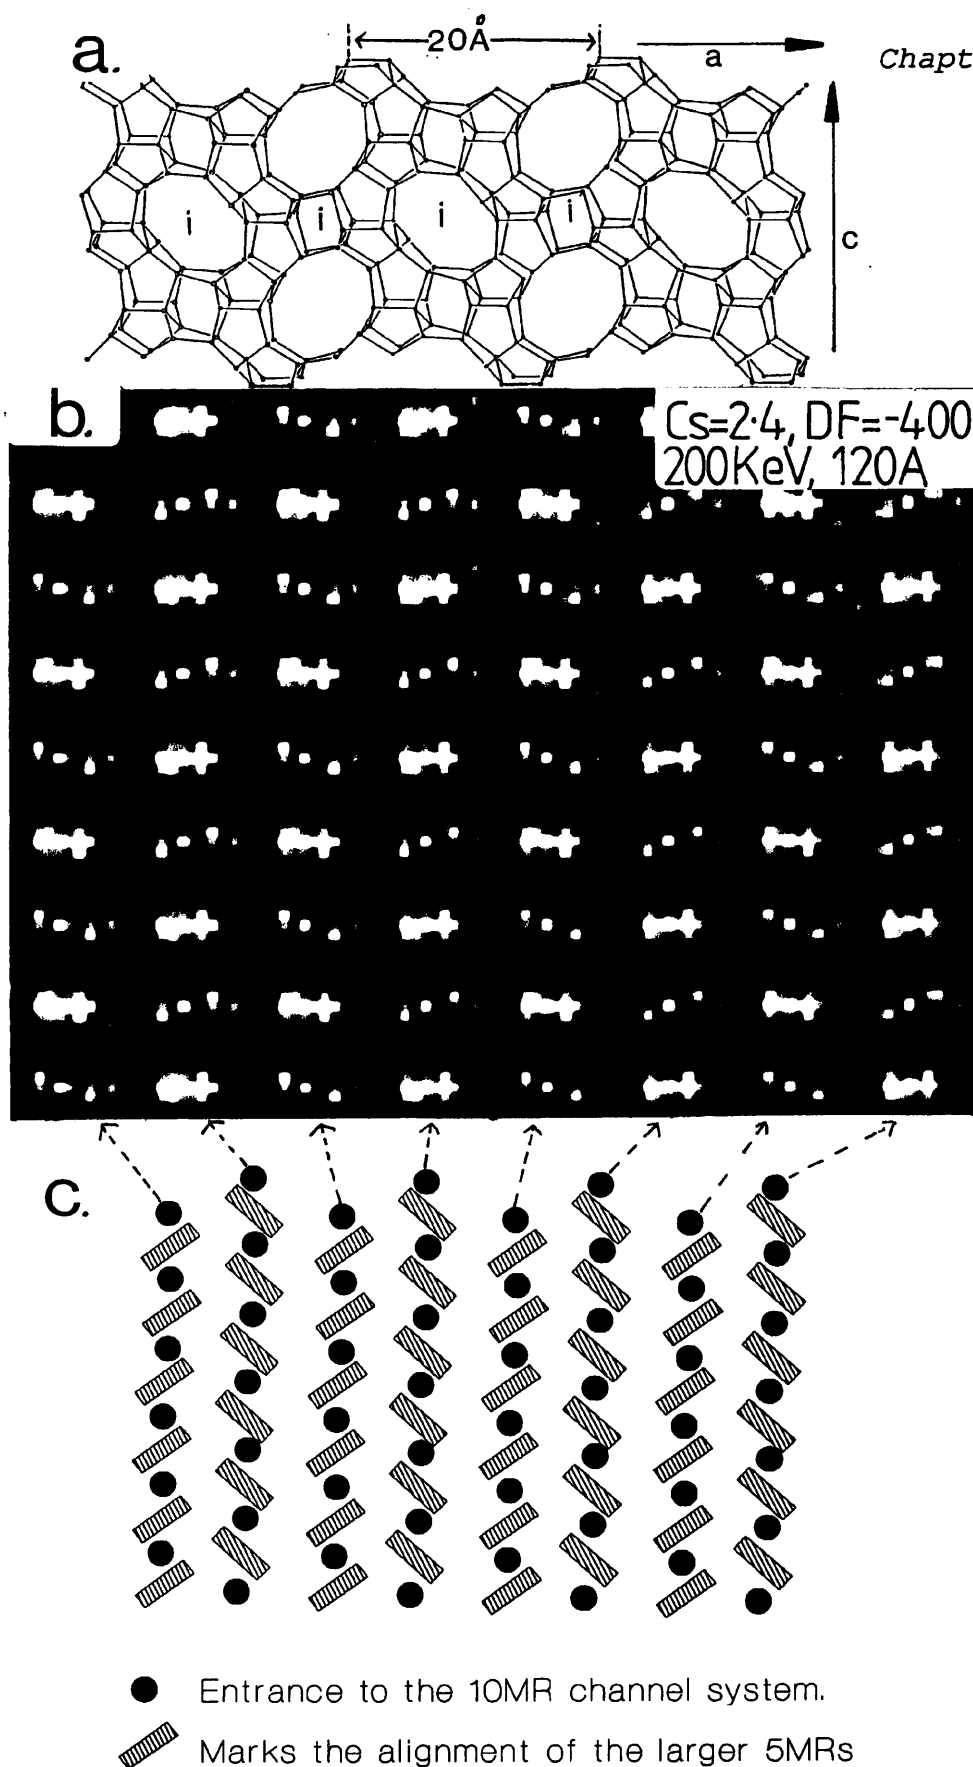 a.
20Å
a
Chapt
i i i i
c
b.
Cs=2·4, DF=-400
200KeV, 120A
c.
Entrance to the 10MR channel system.
Marks the alignment of the larger 5MRs